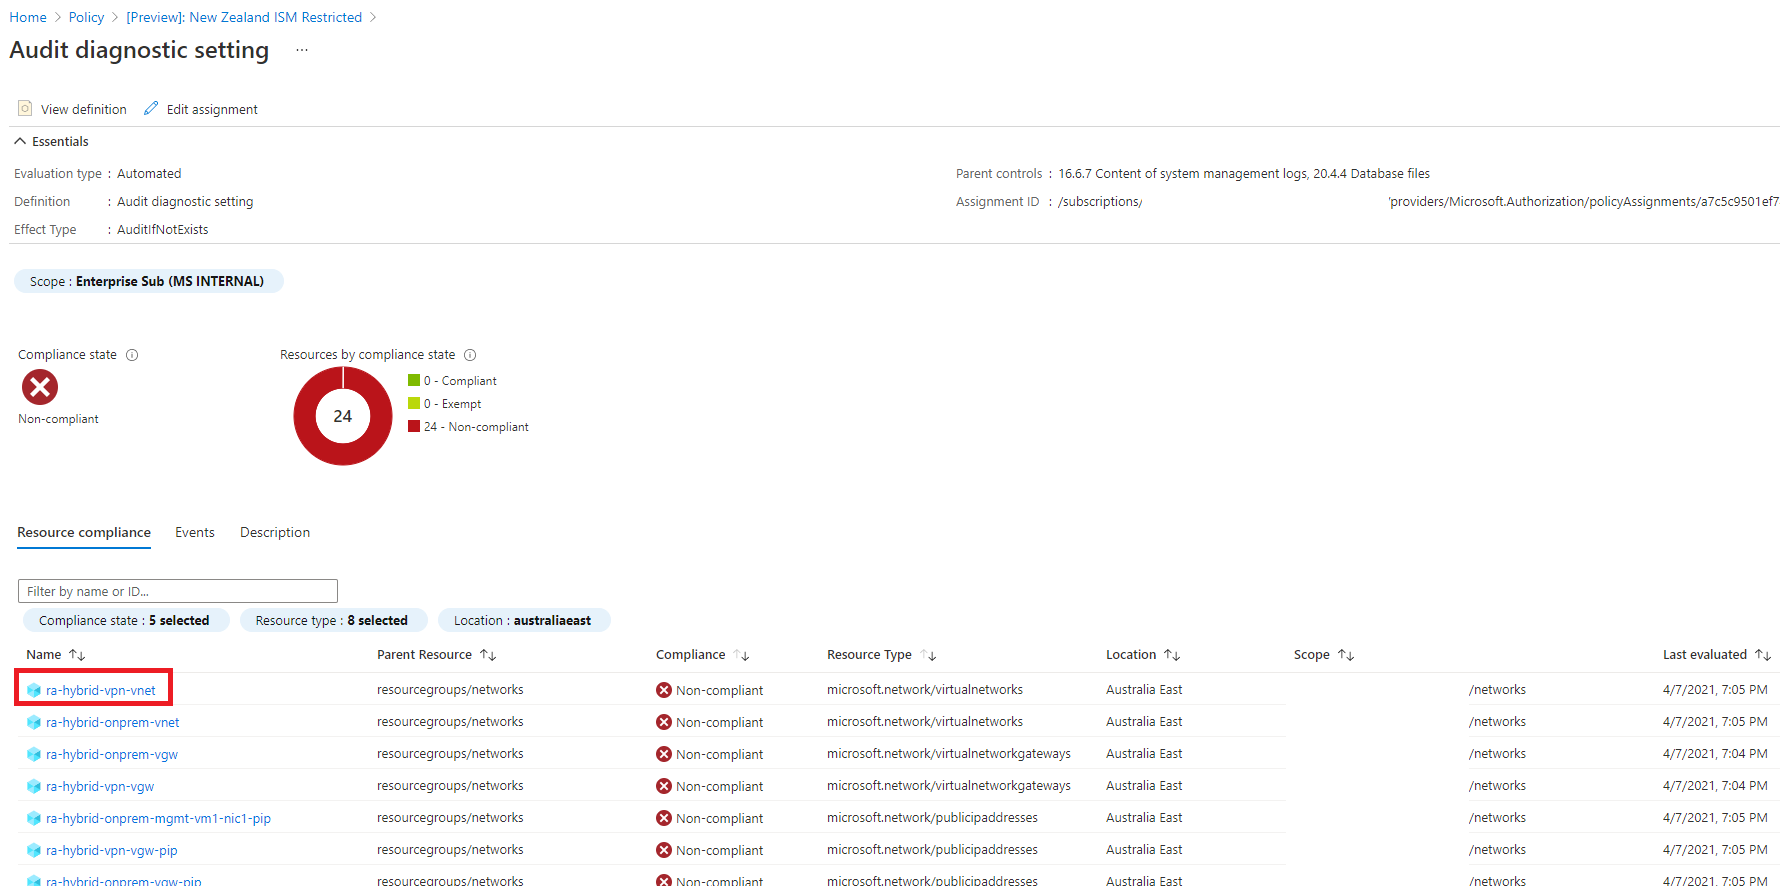 Home > Policy > [Preview]: New Zealand ISM Restricted >
Audit diagnostic setting ...
View definition Edit assignment
Essentials
Evaluation type : Automated Parent controls : 16.6.7 Content of system management logs, 20.4.4 Database files
Definition : Audit diagnostic setting Assignment ID : /subscriptions/ 'providers/Microsoft.Authorization/policyAssignments/a7c5c9501ef7
Effect Type : AuditIfNotExists
Scope : Enterprise Sub (MS INTERNAL)
Compliance state Resources by compliance state
0 - Compliant
0 - Exempt
24
Non-compliant 24 - Non-compliant
Resource compliance Events Description
Filter by name or ID...
Compliance state : 5 selected Resource type : 8 selected Location : australiaeast
Name ↑↓ Parent Resource ↑↓ Compliance ↑↓ Resource Type ↑↓ Location ↑↓ Scope ↑↓ Last evaluated ↑↓
ra-hybrid-vpn-vnet resourcegroups/networks Non-compliant microsoft.network/virtualnetworks Australia East /networks 4/7/2021, 7:05 PM
ra-hybrid-onprem-vnet resourcegroups/networks Non-compliant microsoft.network/virtualnetworks Australia East /networks 4/7/2021, 7:05 PM
ra-hybrid-onprem-vgw resourcegroups/networks Non-compliant microsoft.network/virtualnetworkgateways Australia East /networks 4/7/2021, 7:04 PM
ra-hybrid-vpn-vgw resourcegroups/networks Non-compliant microsoft.network/virtualnetworkgateways Australia East /networks 4/7/2021, 7:04 PM
ra-hybrid-onprem-mgmt-vm1-nic1-pip resourcegroups/networks Non-compliant microsoft.network/publicipaddresses Australia East /networks 4/7/2021, 7:05 PM
ra-hybrid-vpn-vgw-pip resourcegroups/networks Non-compliant microsoft.network/publicipaddresses Australia East /networks 4/7/2021, 7:05 PM
ra-hybrid-onprem-vgw-pip resourcegroups/networks Non-compliant microsoft.network/publicipaddresses Australia East /networks 4/7/2021, 7:05 PM